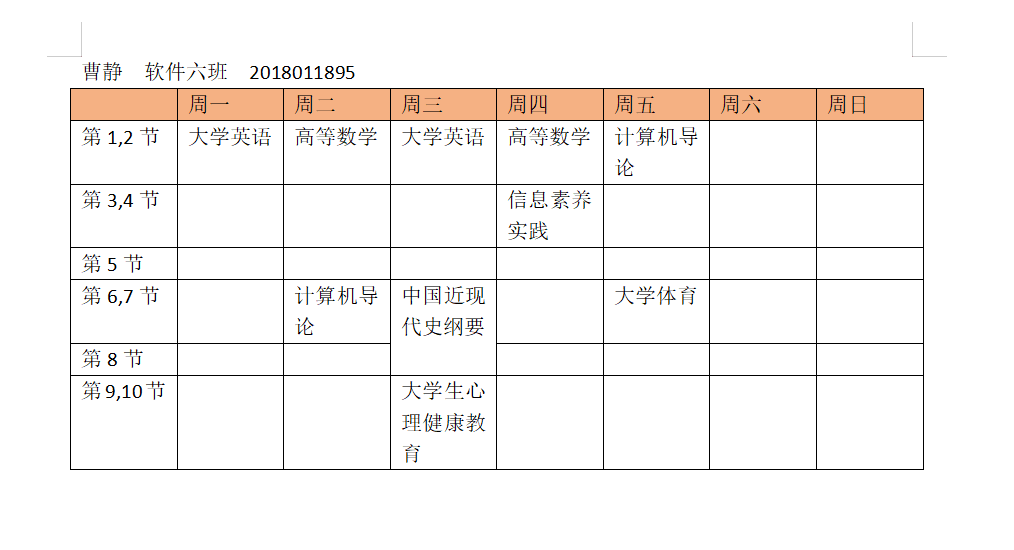 曹静 软件六班 2018011895
周一 周二 周三 周四 周五 周六 周日
第 1,2 节 大学英语 高等数学 大学英语 高等数学 计算机导
论
第 3,4 节 信息素养
实践
第 5 节
第 6,7 节 计算机导 中国近现 大学体育
论 代史纲要
第 8 节
第 9,10 节 大学生心
理健康教
育